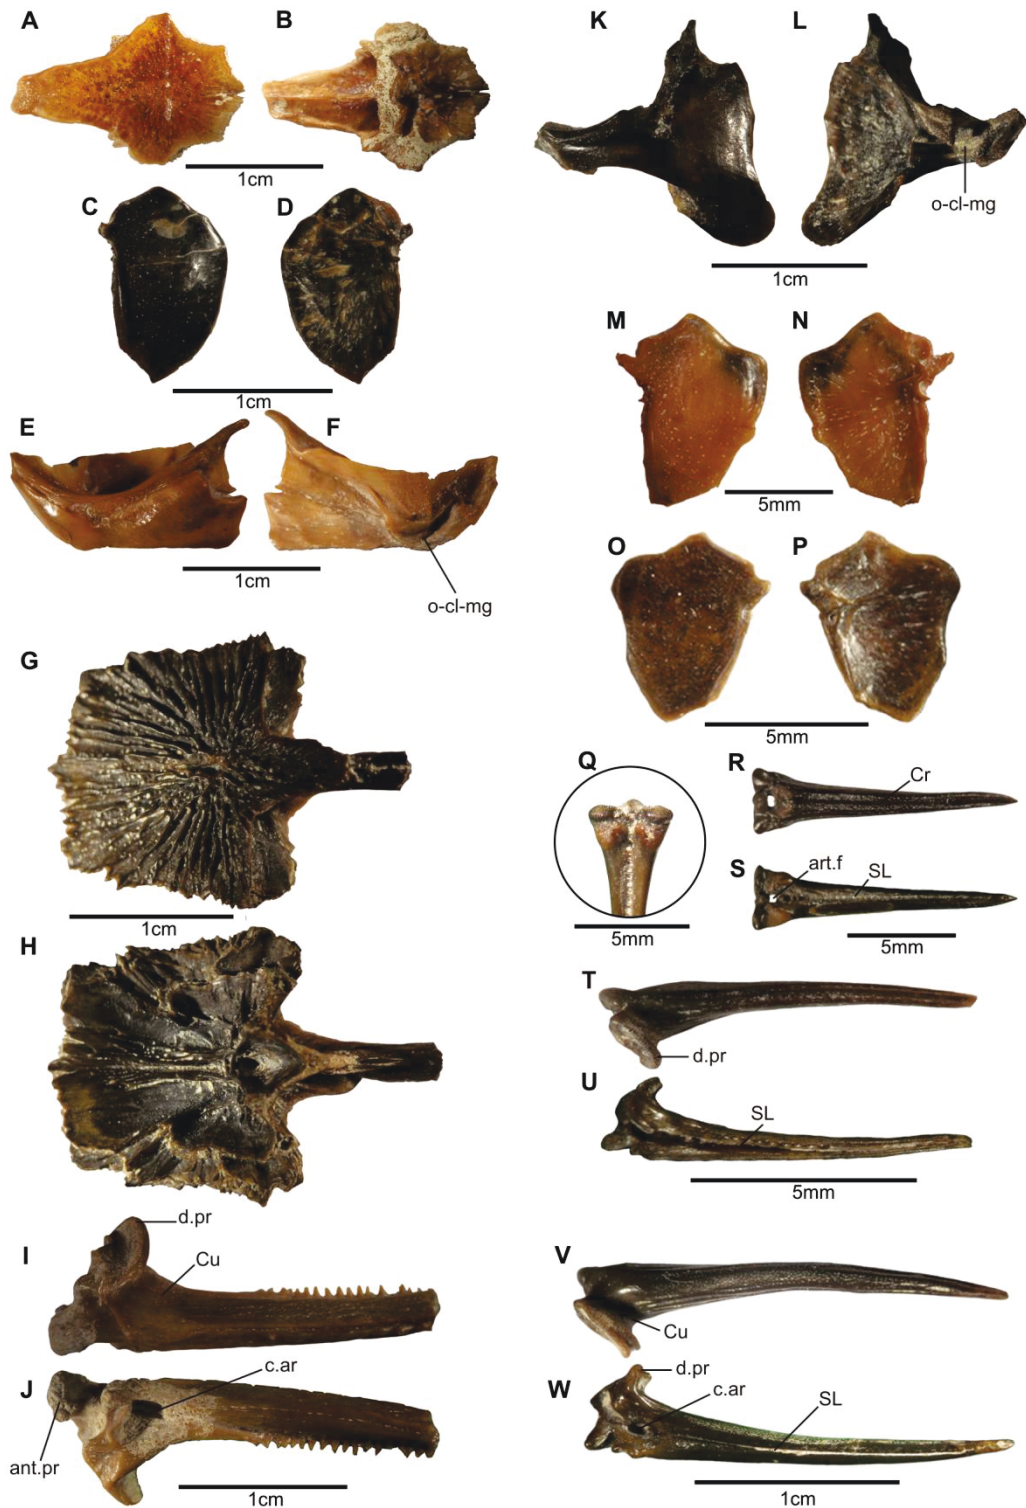 A
B
1cm
C
D
1cm
E
F
1cm
o-cl-mg
G
1cm
H
d.pr
I
Cu
c.ar
J
ant.pr
1cm
K
L
o-cl-mg
1cm
M
N
5mm
O
P
5mm
Q
5mm
R
Cr
art.f
S
SL
5mm
T
d.pr
U
SL
5mm
V
Cu
d.pr
W
c.ar
SL
1cm